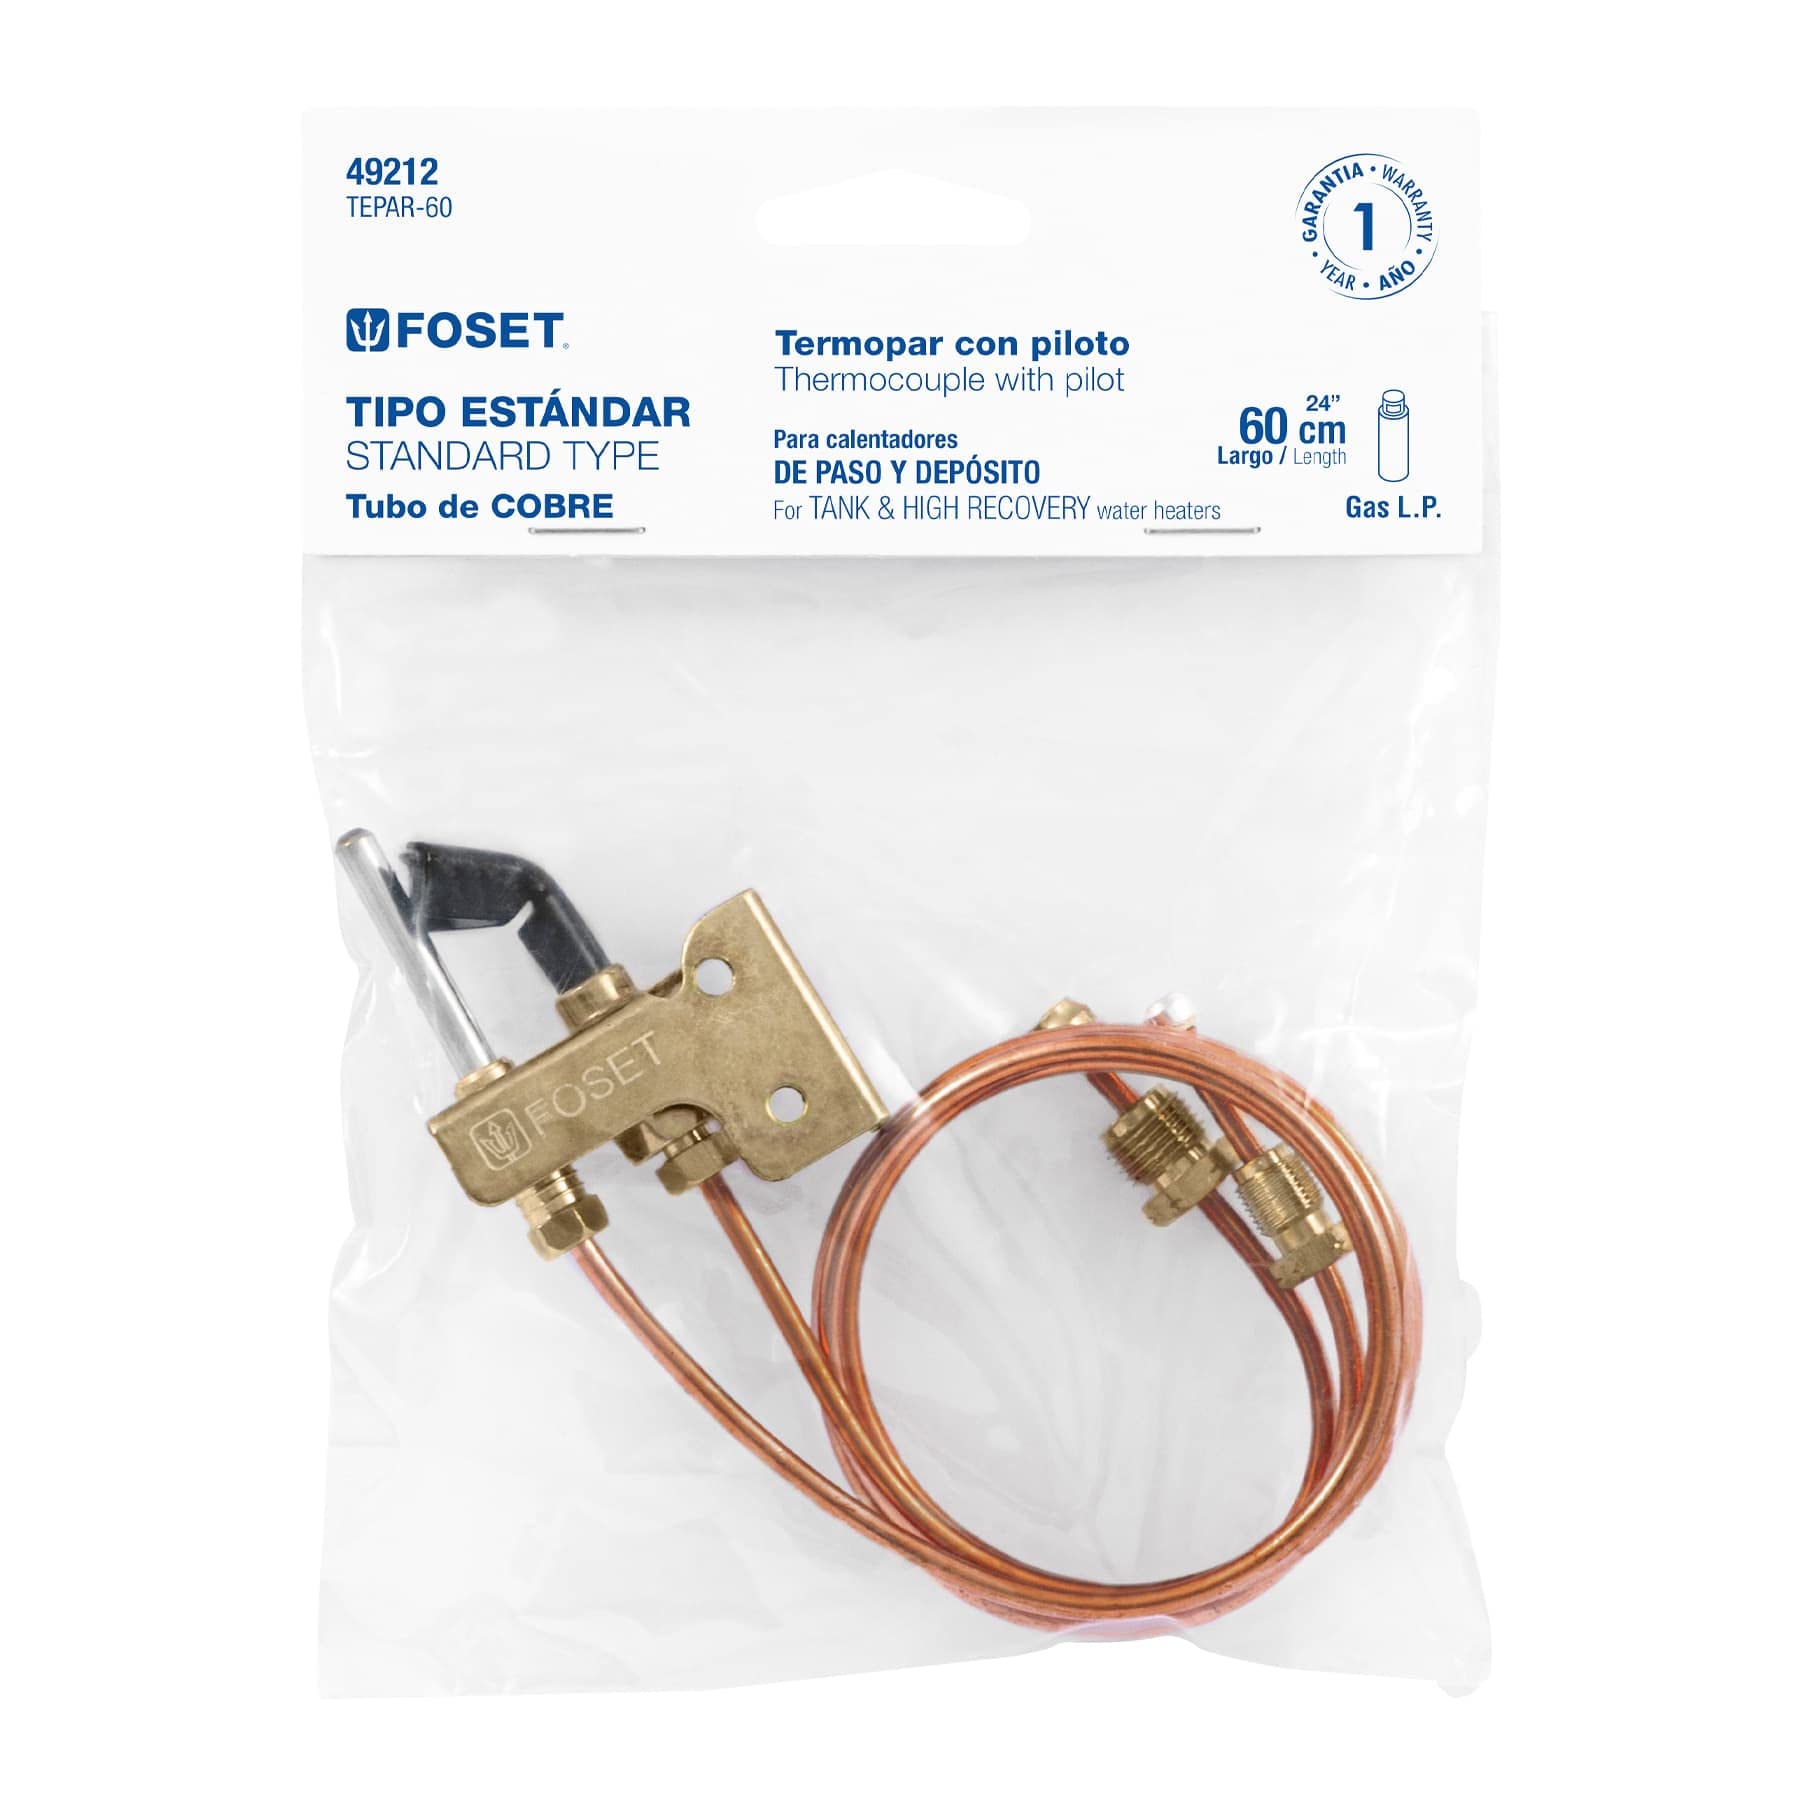 49212
TEPAR-60
GARANTIA • WARRANTY • AÑO • YEAR •
1
FOSET®
TIPO ESTÁNDAR
STANDARD TYPE
Tubo de COBRE
Termopar con piloto
Thermocouple with pilot
Para calentadores
DE PASO Y DEPÓSITO
For TANK & HIGH RECOVERY water heaters
24”
60 cm
Largo / Length
Gas L.P.
FOSET